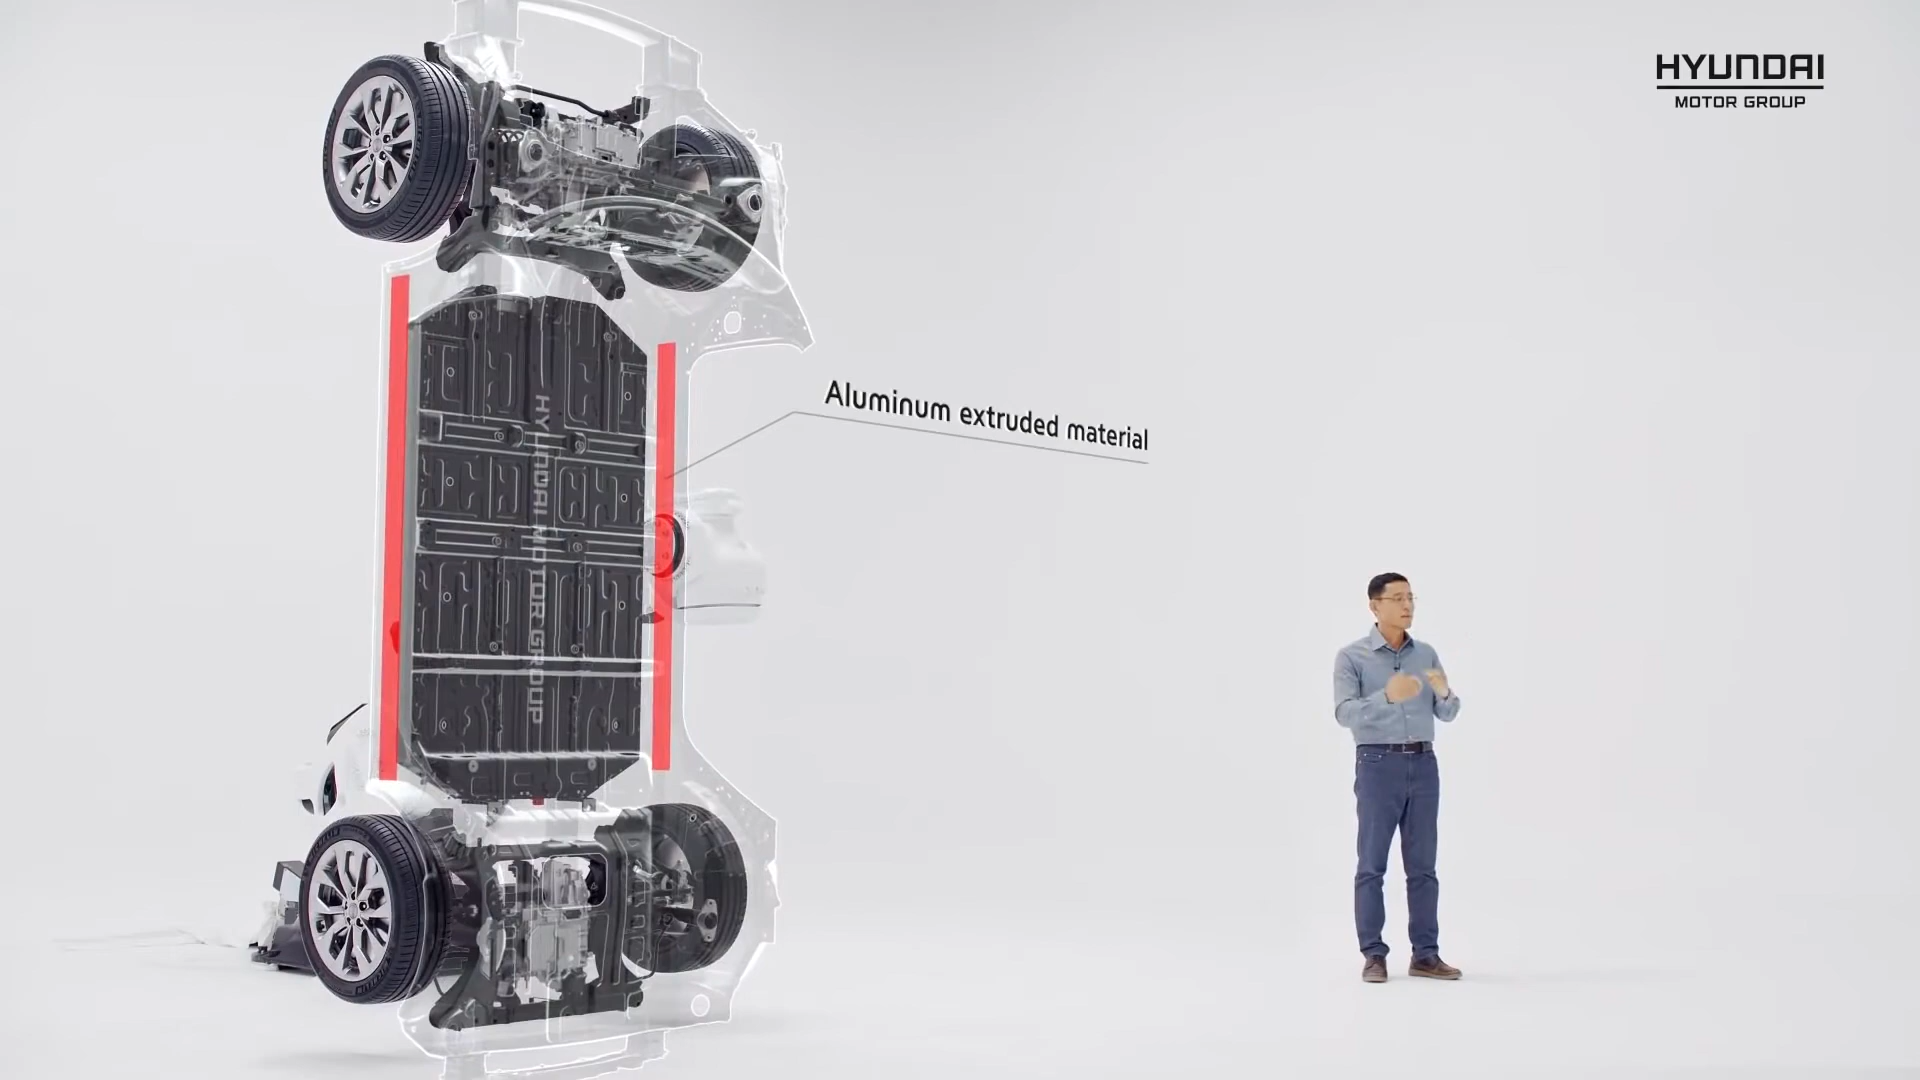 HYUNDAI
MOTOR GROUP
Aluminum extruded material
HYUNDAI MOTOR GROUP